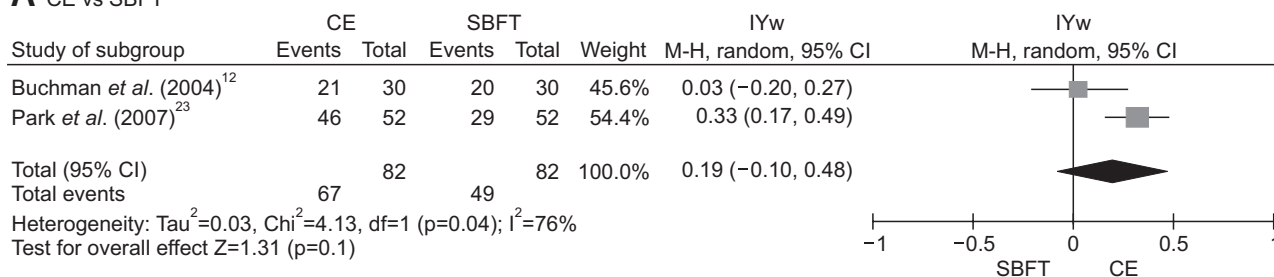 A CE vs SBFT
CE SBFT IYw IYw
Study of subgroup Events Total Events Total Weight M-H, random, 95% CI M-H, random, 95% CI
Buchman et al. (2004)12 21 30 20 30 45.6% 0.03 (−0.20, 0.27)
Park et al. (2007)23 46 52 29 52 54.4% 0.33 (0.17, 0.49)
Total (95% CI) 82 82 100.0% 0.19 (−0.10, 0.48)
Total events 67 49
Heterogeneity: Tau2=0.03, Chi2=4.13, df=1 (p=0.04); I2=76%
Test for overall effect Z=1.31 (p=0.1)
−1 −0.5 0 0.5 1
SBFT CE